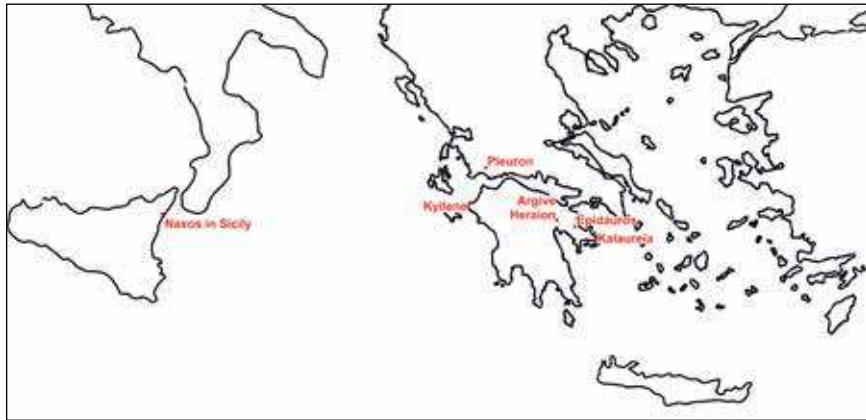 Pleuron
Kyllene
Argive
Heraion
Epidauros
Kalaureia
Naxos in Sicily